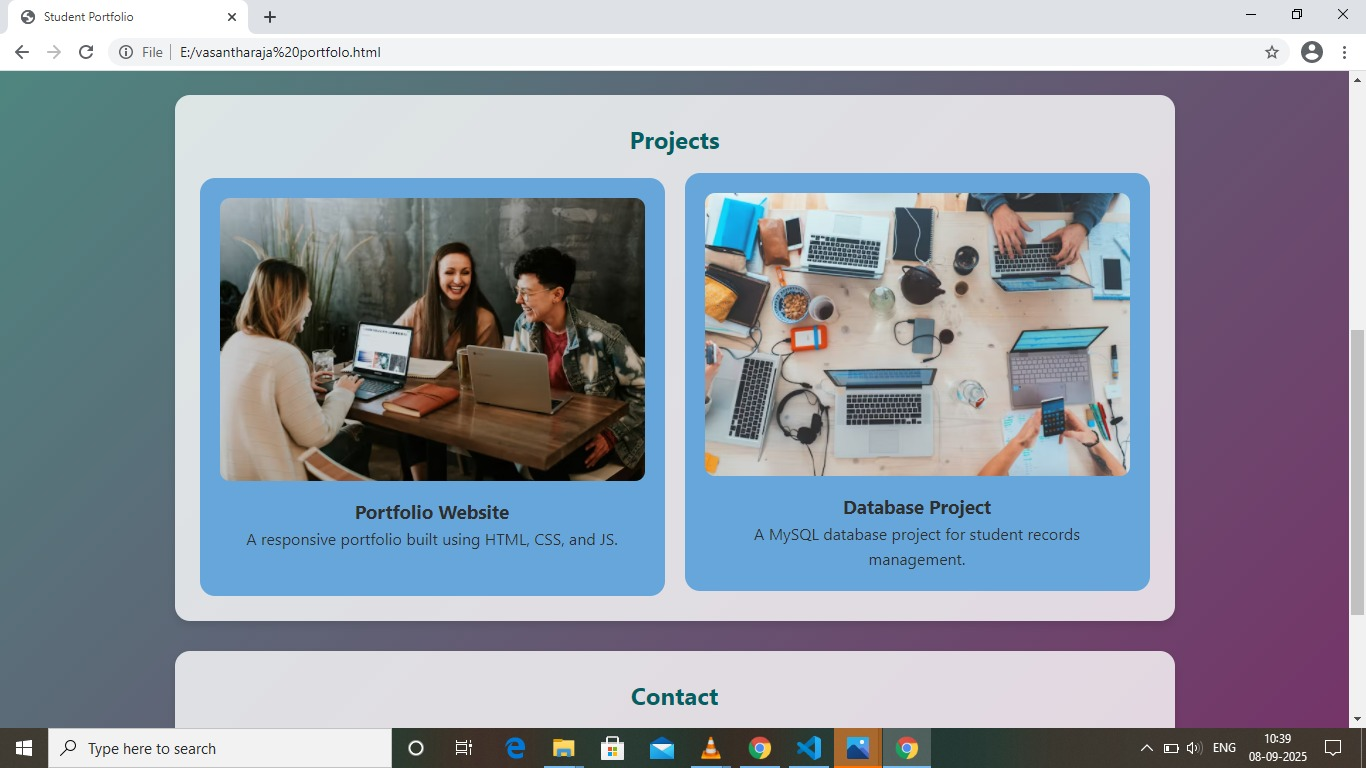 Student Portfolio
File
E:/vasantharaja%20portfolo.html
Projects
Portfolio Website
A responsive portfolio built using HTML, CSS, and JS.
Database Project
A MySQL database project for student records
management.
Contact
Type here to search
ENG
10:39
08-09-2025